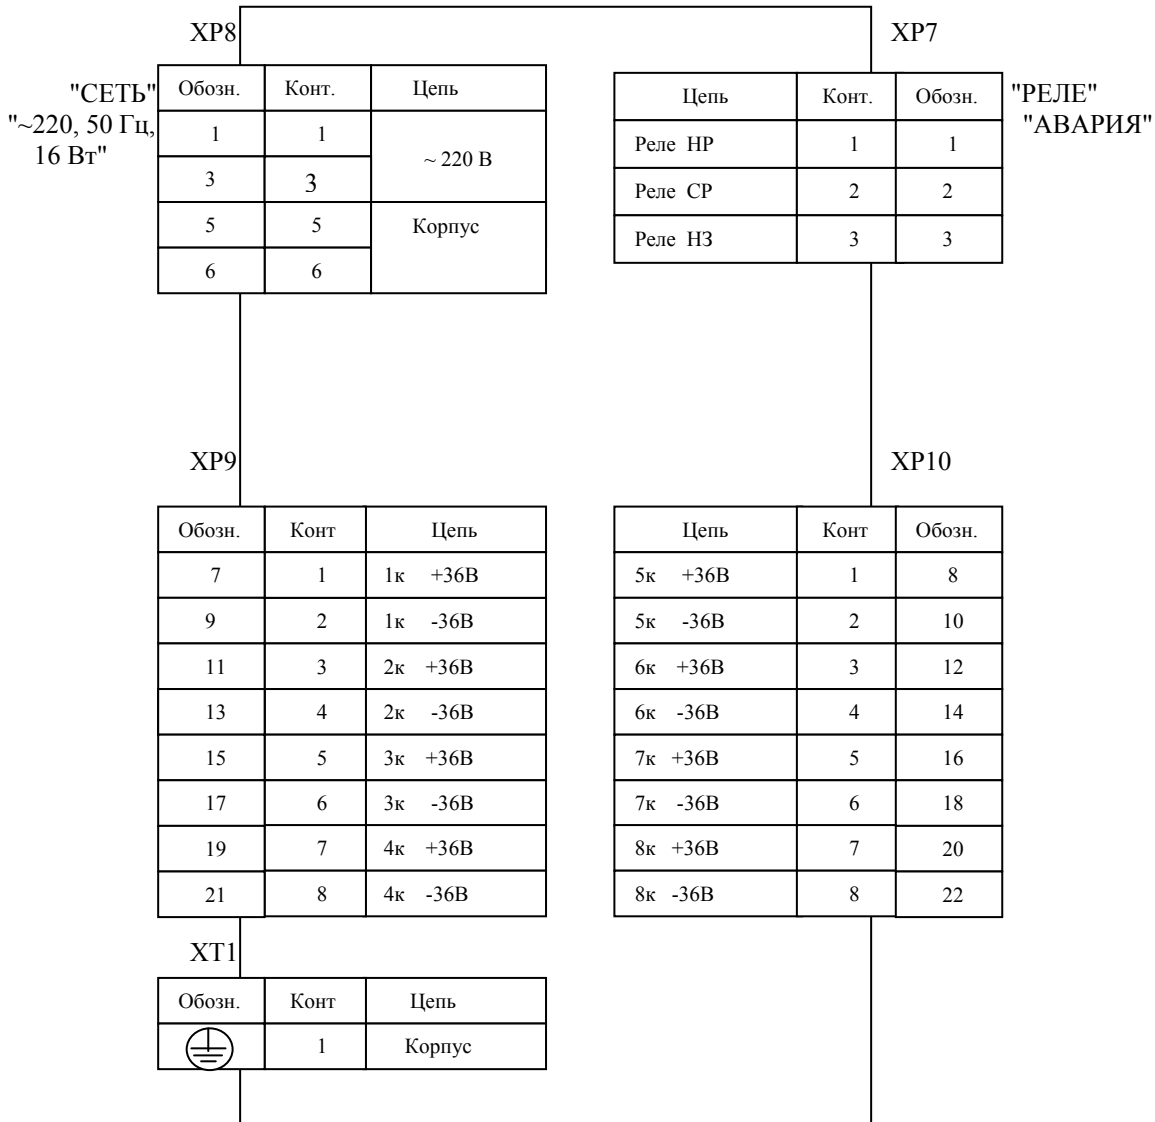 ХР8
"СЕТЬ"
"~220, 50 Гц,
16 Вт"
Обозн. Конт. Цепь
1 1 ~ 220 В
3 3
5 5 Корпус
6 6
ХР7
"РЕЛЕ"
"АВАРИЯ"
Цепь Конт. Обозн.
Реле НР 1 1
Реле СР 2 2
Реле НЗ 3 3
ХР9
Обозн. Конт Цепь
7 1 1к +36В
9 2 1к -36В
11 3 2к +36В
13 4 2к -36В
15 5 3к +36В
17 6 3к -36В
19 7 4к +36В
21 8 4к -36В
ХР10
Цепь Конт Обозн.
5к +36В 1 8
5к -36В 2 10
6к +36В 3 12
6к -36В 4 14
7к +36В 5 16
7к -36В 6 18
8к +36В 7 20
8к -36В 8 22
ХТ1
Обозн. Конт Цепь
1 Корпус